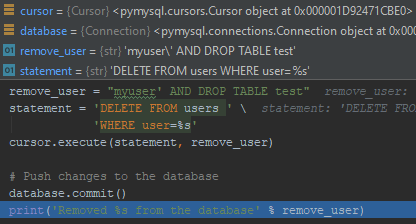 cursor = {Cursor} <pymysql.cursors.Cursor object at 0x000001D92471CBE0>
database = {Connection} <pymysql.connections.Connection object at 0x0
remove_user = {str} 'myuser\' AND DROP TABLE test'
statement = {str} 'DELETE FROM users WHERE user=%s'
remove_user = "myuser' AND DROP TABLE test" remove_user:
statement = 'DELETE FROM users ' \ statement: 'DELETE FRO
'WHERE user=%s'
cursor.execute(statement, remove_user)
# Push changes to the database
database.commit()
print('Removed %s from the database' % remove_user)